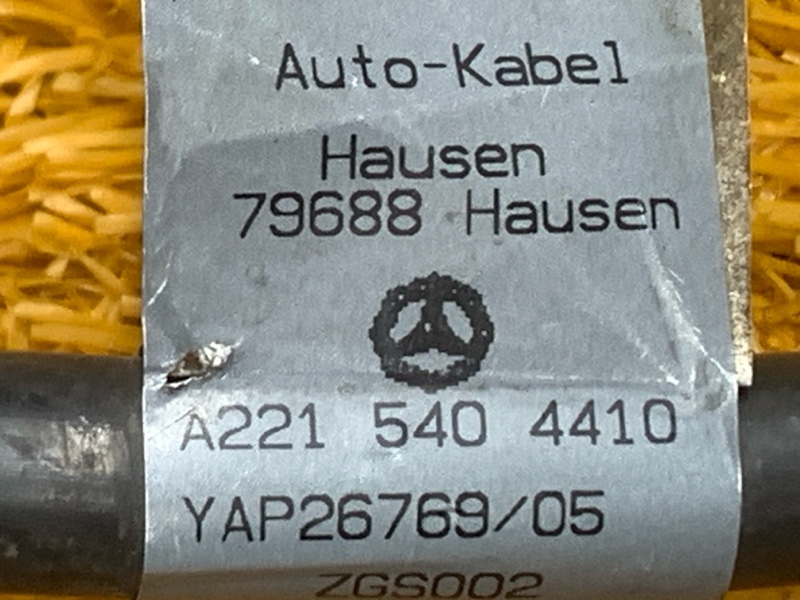 Auto-Kabel
Hausen
79688 Hausen
A221 540 4410
YAP26769/05
ZGS002